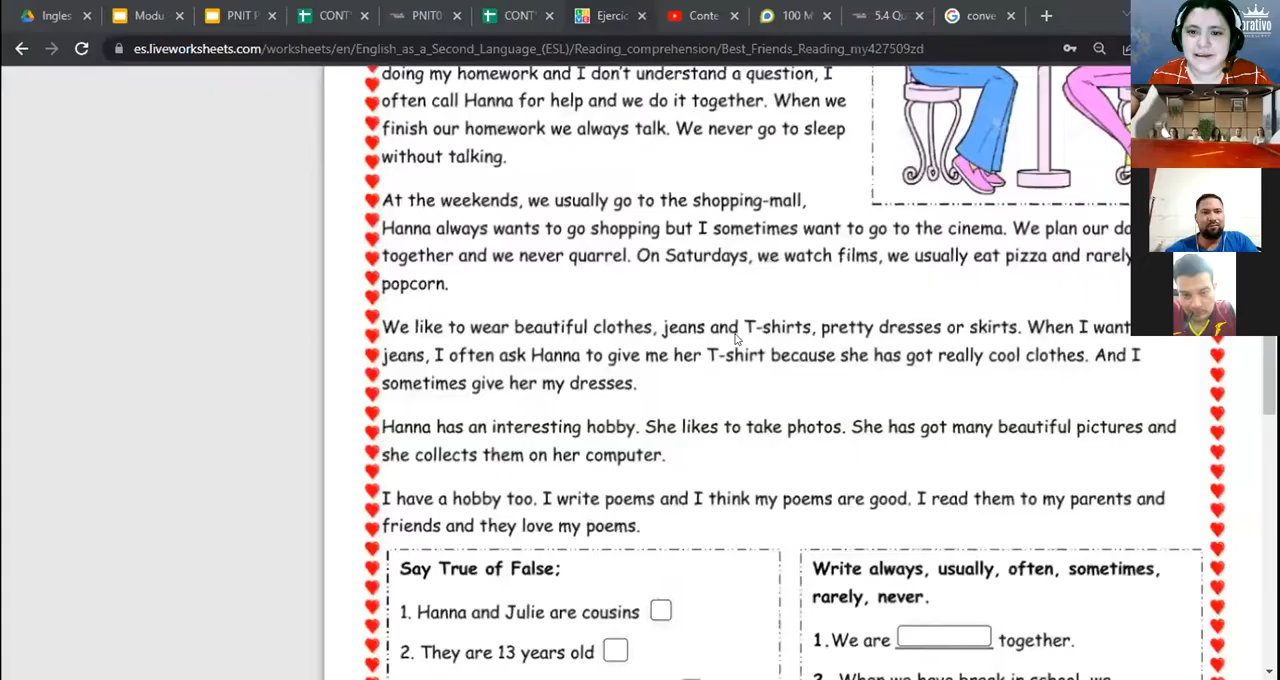 Ingles
Modu
PNIT P
CONT
PNIT0
CONT
Ejercic
Conte
100 M
5.4 Qu
conve
es.liveworksheets.com/worksheets/en/English_as_a_Second_Language_(ESL)/Reading_comprehension/Best_Friends_Reading_my427509zd
orativo
doing my homework and I don't understand a question, I
often call Hanna for help and we do it together. When we
finish our homework we always talk. We never go to sleep
without talking.
At the weekends, we usually go to the shopping-mall,
Hanna always wants to go shopping but I sometimes want to go to the cinema. We plan our da
together and we never quarrel. On Saturdays, we watch films, we usually eat pizza and rarely
popcorn.
We like to wear beautiful clothes, jeans and T-shirts, pretty dresses or skirts. When I want
jeans, I often ask Hanna to give me her T-shirt because she has got really cool clothes. And I
sometimes give her my dresses.
Hanna has an interesting hobby. She likes to take photos. She has got many beautiful pictures and
she collects them on her computer.
I have a hobby too. I write poems and I think my poems are good. I read them to my parents and
friends and they love my poems.
Say True of False;
1. Hanna and Julie are cousins
2. They are 13 years old
Write always, usually, often, sometimes,
rarely, never.
1. We are together.
2. When we have break in school, we